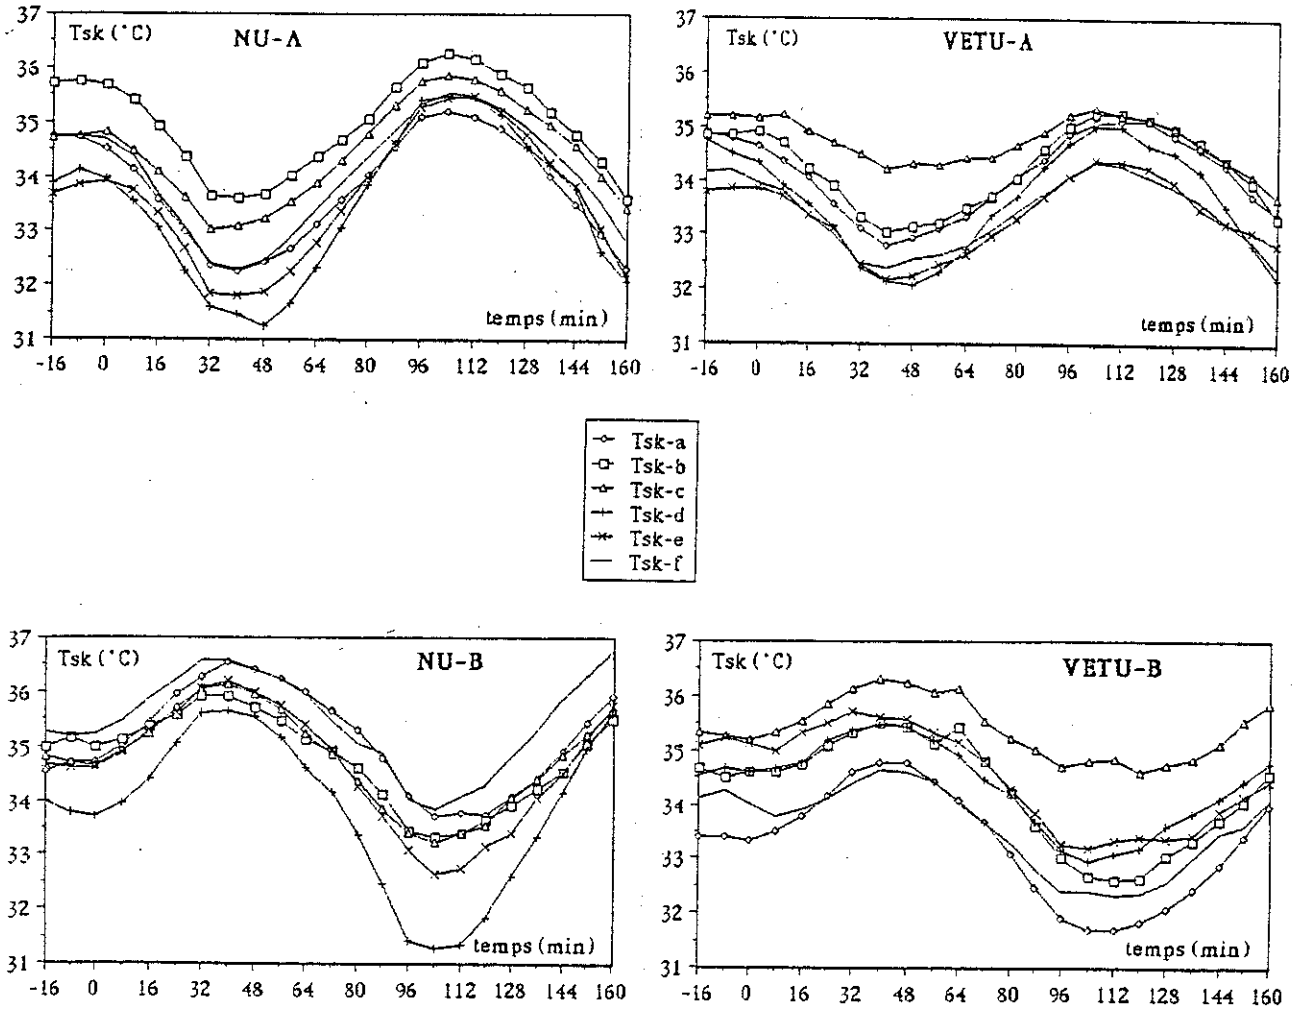 37
36
35
34
33
32
31
Tsk (°C)
NU-A
temps (min)
-16 0 16 32 48 64 80 96 112 128 144 160
37
36
35
34
33
32
31
Tsk (°C)
VETU-A
temps (min)
-16 0 16 32 48 64 80 96 112 128 144 160
Tsk-a
Tsk-b
Tsk-c
Tsk-d
Tsk-e
Tsk-f
37
36
35
34
33
32
31
Tsk (°C)
NU-B
temps (min)
-16 0 16 32 48 64 80 96 112 128 144 160
37
36
35
34
33
32
31
Tsk (°C)
VETU-B
temps (min)
-16 0 16 32 48 64 80 96 112 128 144 160